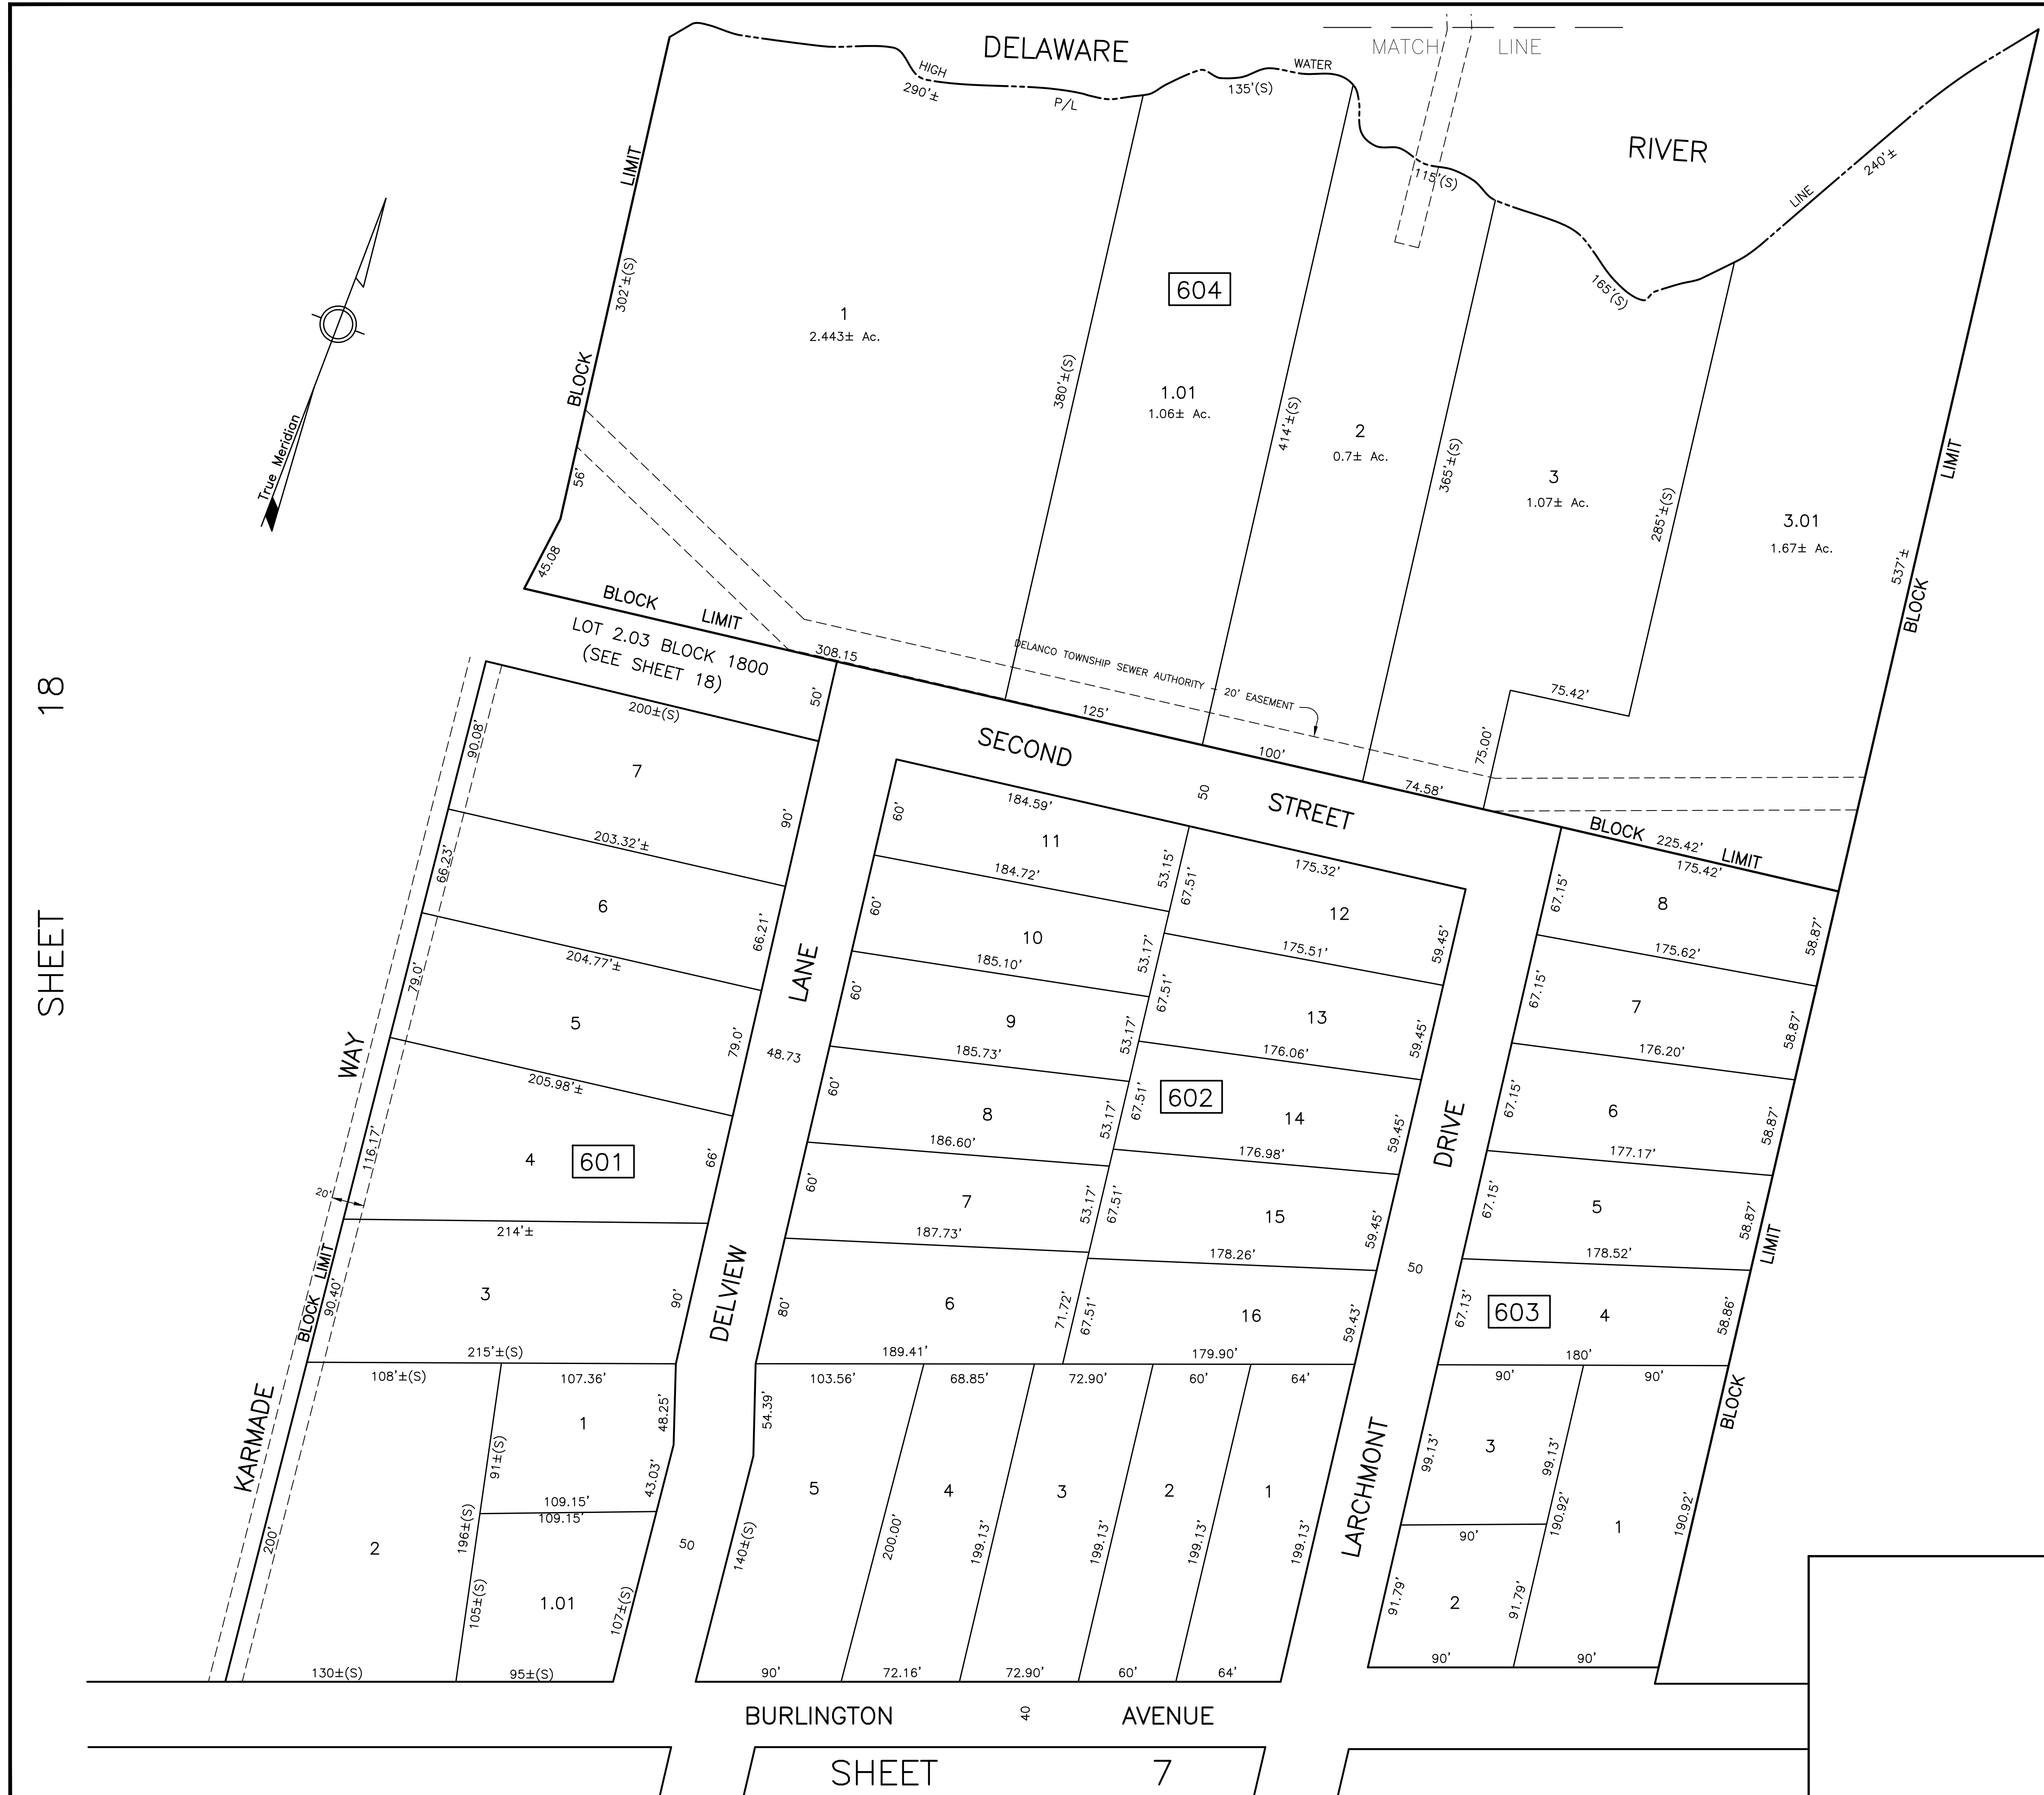 DELAWARE
MATCH LINE
HIGH
WATER
290'±
P/L
135'(S)
115'(S)
RIVER
LINE
240'±
165'(S)
LIMIT
BLOCK
302'±(S)
56'
45.08
True Meridian
1
2.443± Ac.
604
380'±(S)
1.01
1.06± Ac.
414'±(S)
2
0.7± Ac.
365'±(S)
3
1.07± Ac.
285'±(S)
3.01
1.67± Ac.
LIMIT
537'±
BLOCK
BLOCK LIMIT
308.15
LOT 2.03 BLOCK 1800
(SEE SHEET 18)
50'
DELANCO TOWNSHIP SEWER AUTHORITY - 20' EASEMENT
125'
100'
75.42'
75.00'
74.58'
SECOND
50
STREET
BLOCK
225.42'
LIMIT
SHEET 18
200±(S)
90.08'
7
90'
203.32'±
66.23'
6
66.21'
204.77'±
79.0'
5
79.0'
205.98'±
116.17'
4
601
66'
20'
214'±
BLOCK LIMIT
90.40'
3
90'
215'±(S)
108'±(S)
107.36'
1
48.25'
43.03'
91±(S)
109.15'
109.15'
196±(S)
2
200'
105±(S)
1.01
107±(S)
130±(S)
95±(S)
KARMADE
WAY
DELVIEW
LANE
48.73
50
184.59'
60'
11
53.15'
184.72'
60'
10
53.17'
185.10'
60'
9
53.17'
185.73'
60'
8
53.17'
186.60'
60'
7
53.17'
187.73'
80'
6
71.72'
189.41'
602
175.32'
67.51'
12
59.45'
175.51'
67.51'
13
59.45'
176.06'
67.51'
14
59.45'
176.98'
67.51'
15
59.45'
178.26'
67.51'
16
59.43'
179.90'
103.56'
68.85'
72.90'
60'
64'
54.39'
5
4
3
2
1
140±(S)
200.00'
199.13'
199.13'
199.13'
199.13'
90'
72.16'
72.90'
60'
64'
LARCHMONT
DRIVE
50
175.42'
67.15'
8
58.87'
175.62'
67.15'
7
58.87'
176.20'
67.15'
6
58.87'
177.17'
67.15'
5
58.87'
178.52'
67.13'
603
4
58.86'
180'
LIMIT
BLOCK
90'
90'
99.13'
3
99.13'
90'
190.92'
1
190.92'
91.79'
2
91.79'
90'
90'
BURLINGTON
40
AVENUE
SHEET 7